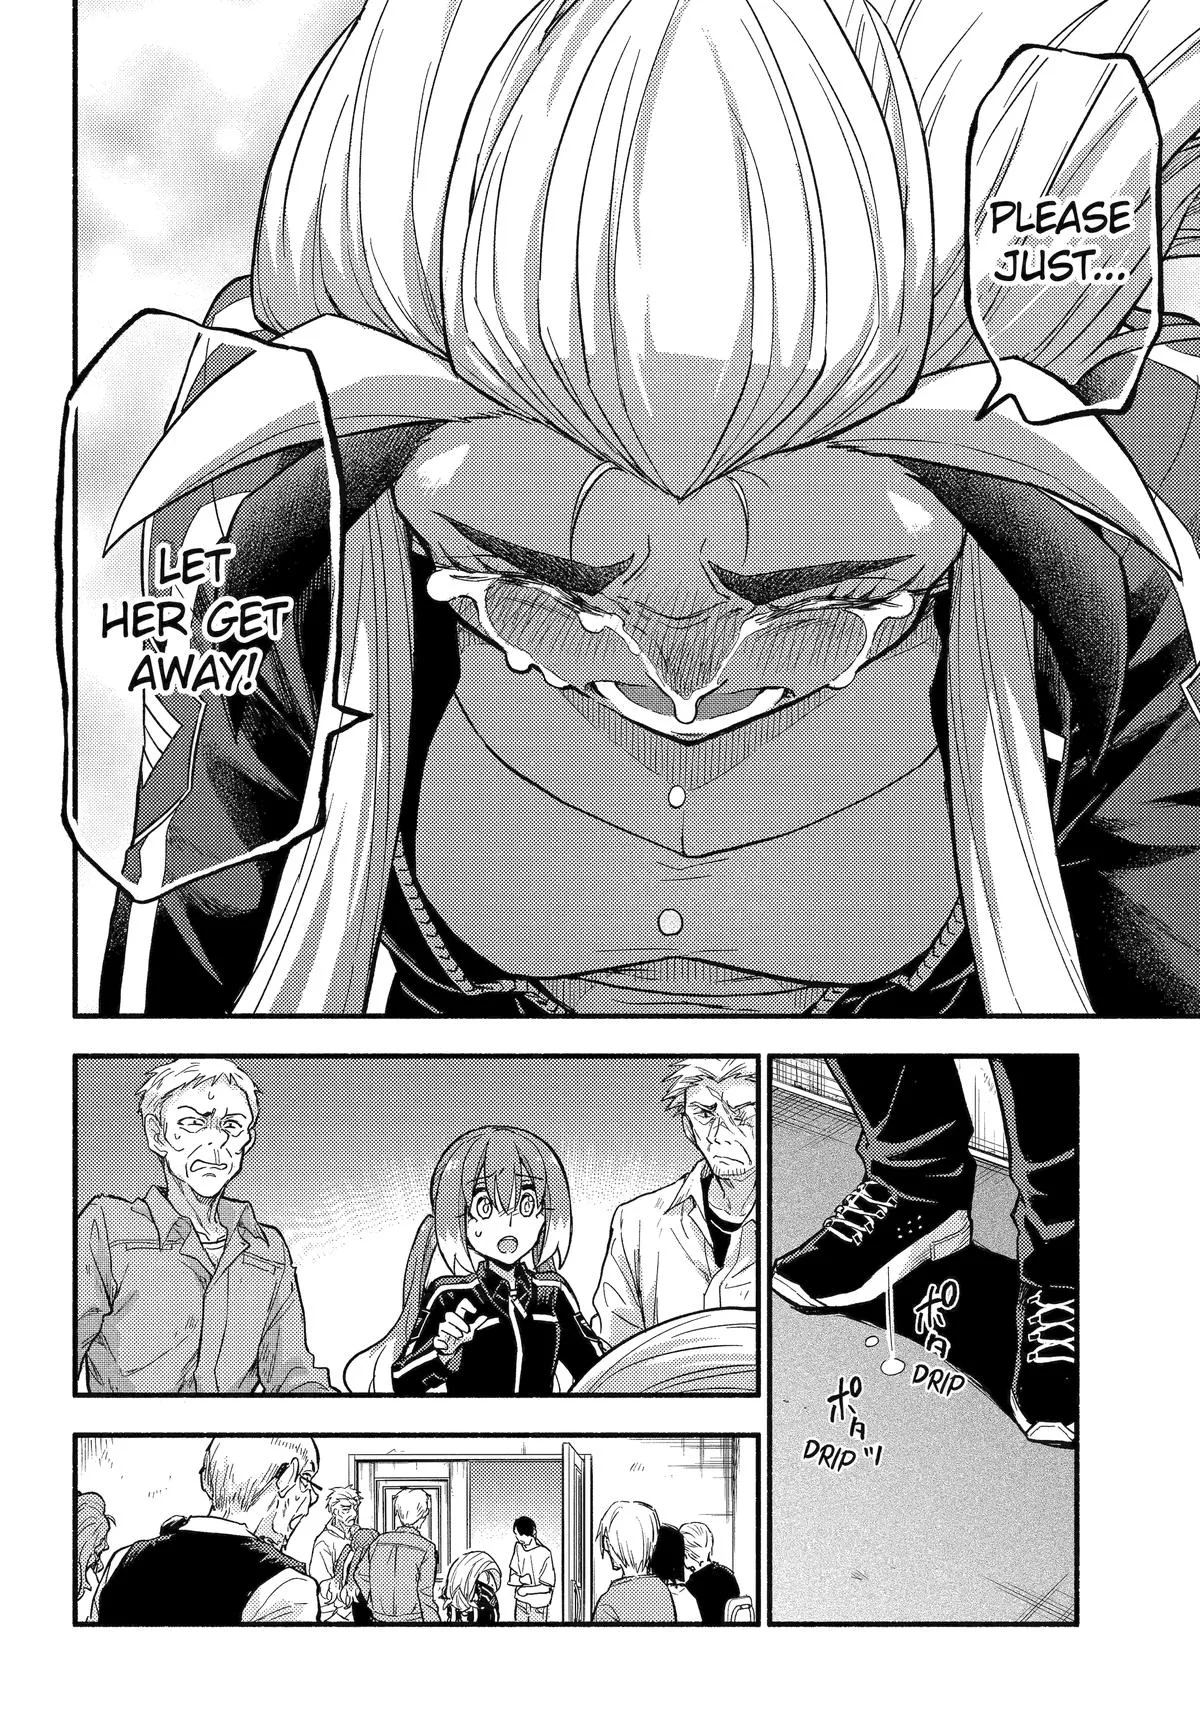 PLEASE
JUST...
LET
HER GET
AWAY!
ポタ
DRIP
ポタッ
DRIP